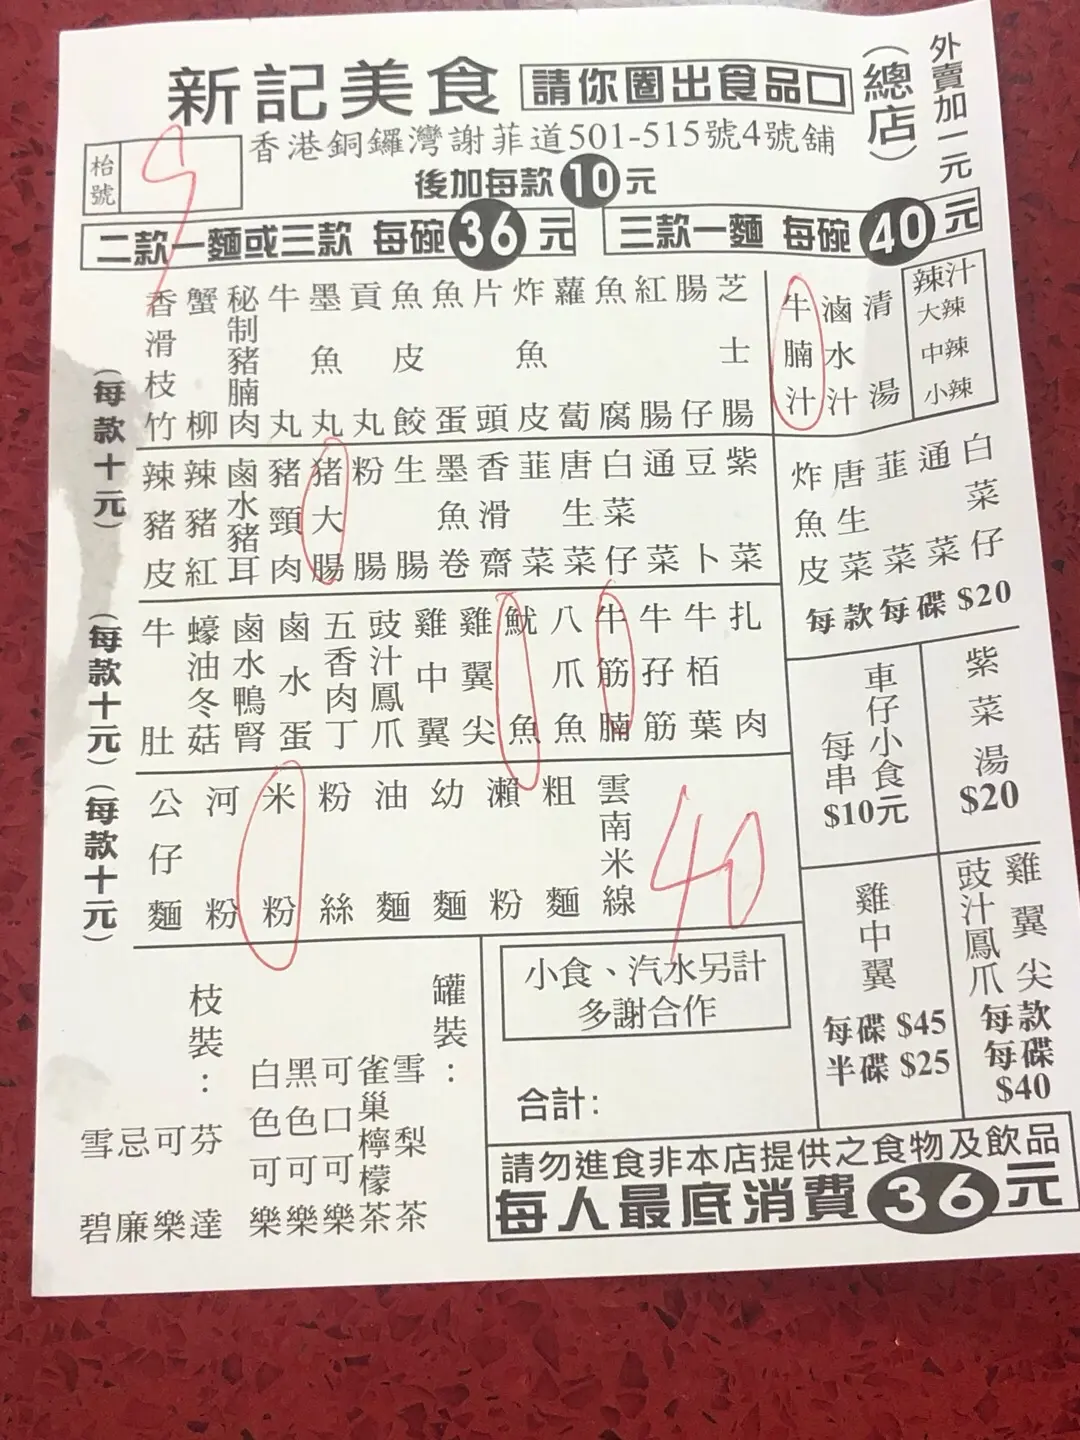 新記美食
請你圈出食品口
(總店)
外賣加一元
香港銅鑼灣謝菲道501-515號4號舖
枱號
5
後加每款10元
二款一麵或三款 每碗36元
三款一麵 每碗40元
(每款十元)
香滑枝竹
蟹柳
秘制豬腩肉
牛丸
墨魚丸
貢丸
魚皮餃
魚蛋
片頭
炸魚皮
蘿蔔
魚腐
紅腸
腸仔
芝士腸
牛腩汁
滷水汁
清湯
辣汁
大辣
中辣
小辣
辣豬皮
辣豬紅
鹵水豬耳
豬頸肉
猪大腸
粉腸
生腸
墨魚卷
香滑齋
韮菜
唐生菜
白菜仔
通菜
豆卜
紫菜
炸魚皮
唐生菜
韮菜
通菜
白菜仔
每款每碟 $20
(每款十元)
牛肚
蠔油冬菇
鹵水鴨腎
鹵水蛋
五香肉丁
豉汁鳳爪
雞中翼
雞翼尖
魷魚
八爪魚
牛筋腩
牛孖筋
牛栢葉
扎肉
車仔小食
每串
$10元
紫菜湯
$20
(每款十元)
公仔麵
河粉
米粉
粉絲
油麵
幼麵
瀨粉
粗麵
雲南米線
40
雞中翼
每碟 $45
半碟 $25
豉汁鳳爪
雞翼尖
每款
每碟
$40
枝裝:
雪碧
忌廉
可樂
芬達
罐裝:
白色可樂
黑色可樂
可口可樂
雀巢檸檬茶
雪梨茶
小食、汽水另計
多謝合作
合計:
請勿進食非本店提供之食物及飲品
每人最底消費36元